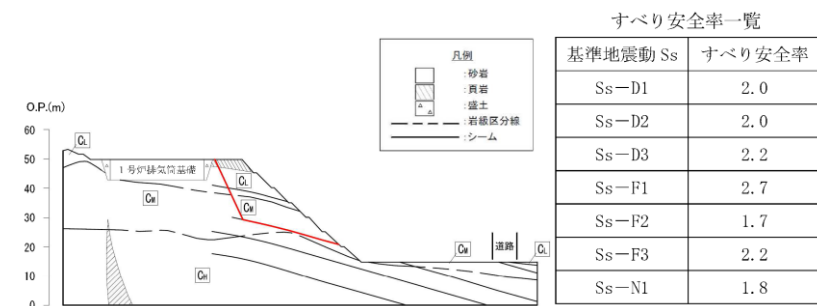 すべり安全率一覧
基準地震動 Ss すべり安全率
Ss－D1 2.0
Ss－D2 2.0
Ss－D3 2.2
Ss－F1 2.7
Ss－F2 1.7
Ss－F3 2.2
Ss－N1 1.8
凡例
:砂岩
:頁岩
:盛土
:岩級区分線
:シーム
O.P.(m)
60
50
40
30
20
10
0
CL
1号炉排気筒基礎
CL
CM
CM
CM
道路
CL
CH